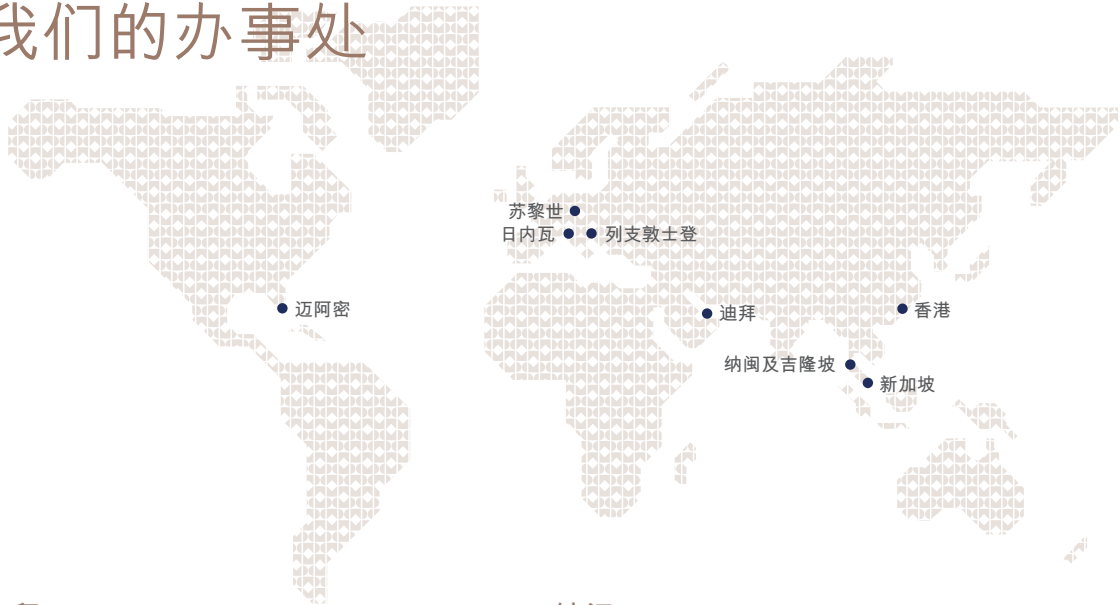 我们的办事处
苏黎世
日内瓦
列支敦士登
迈阿密
迪拜
香港
纳闽及吉隆坡
新加坡